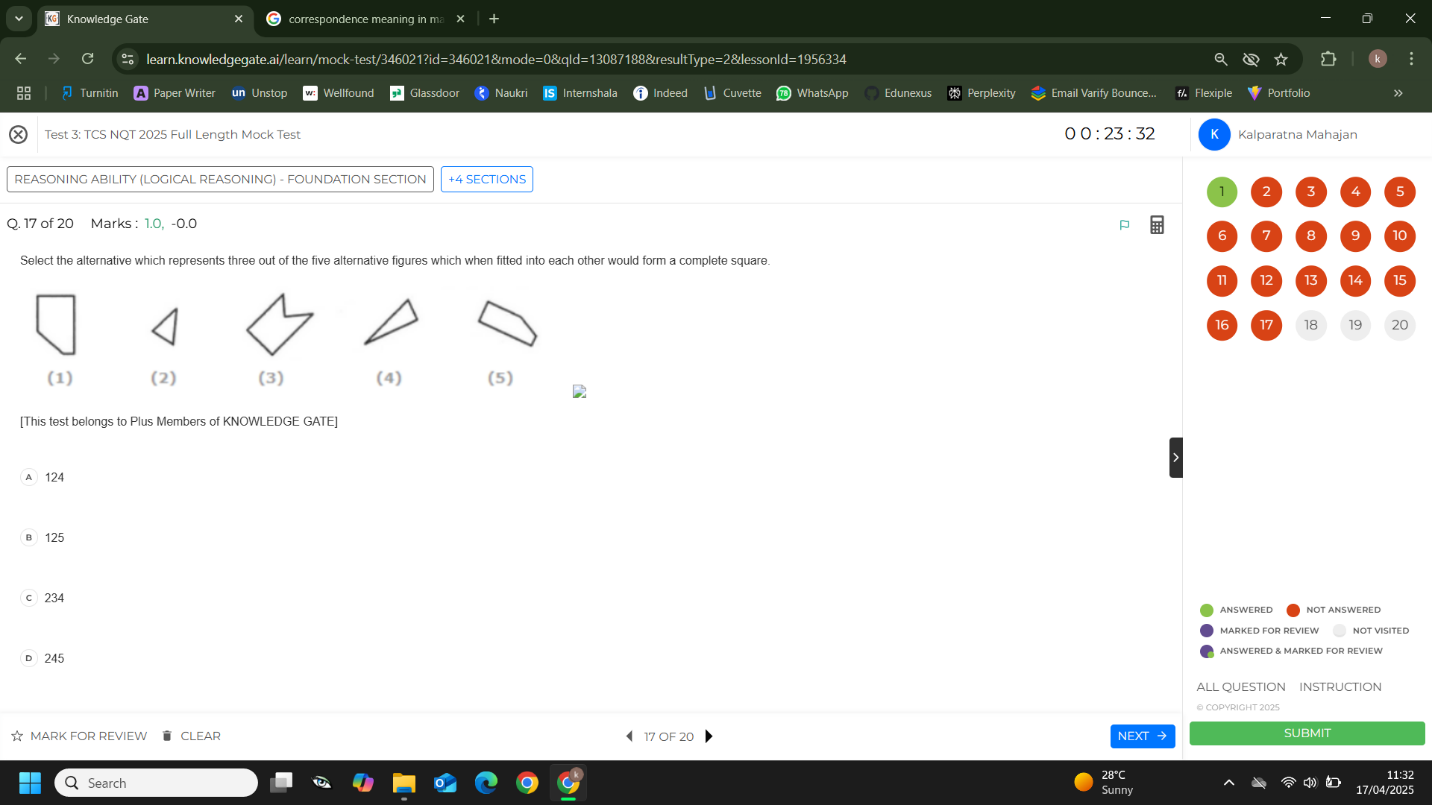 Knowledge Gate
correspondence meaning in ma
learn.knowledgegate.ai/learn/mock-test/346021?id=346021&mode=0&qId=13087188&resultType=2&lessonId=1956334
k
Turnitin
A Paper Writer
un Unstop
w: Wellfound
Glassdoor
Naukri
IS Internshala
Indeed
Cuvette
WhatsApp
Edunexus
Perplexity
Email Varify Bounce...
Flexiple
Portfolio
Test 3: TCS NQT 2025 Full Length Mock Test
0 0 : 23 : 32
K Kalparatna Mahajan
REASONING ABILITY (LOGICAL REASONING) - FOUNDATION SECTION
+4 SECTIONS
Q. 17 of 20 Marks : 1.0, -0.0
Select the alternative which represents three out of the five alternative figures which when fitted into each other would form a complete square.
(1) (2) (3) (4) (5)
[This test belongs to Plus Members of KNOWLEDGE GATE]
A 124
B 125
C 234
D 245
1 2 3 4 5
6 7 8 9 10
11 12 13 14 15
16 17 18 19 20
ANSWERED NOT ANSWERED
MARKED FOR REVIEW NOT VISITED
ANSWERED & MARKED FOR REVIEW
ALL QUESTION INSTRUCTION
© COPYRIGHT 2025
SUBMIT
MARK FOR REVIEW CLEAR
17 OF 20
NEXT
Search
28°C
Sunny
11:32
17/04/2025